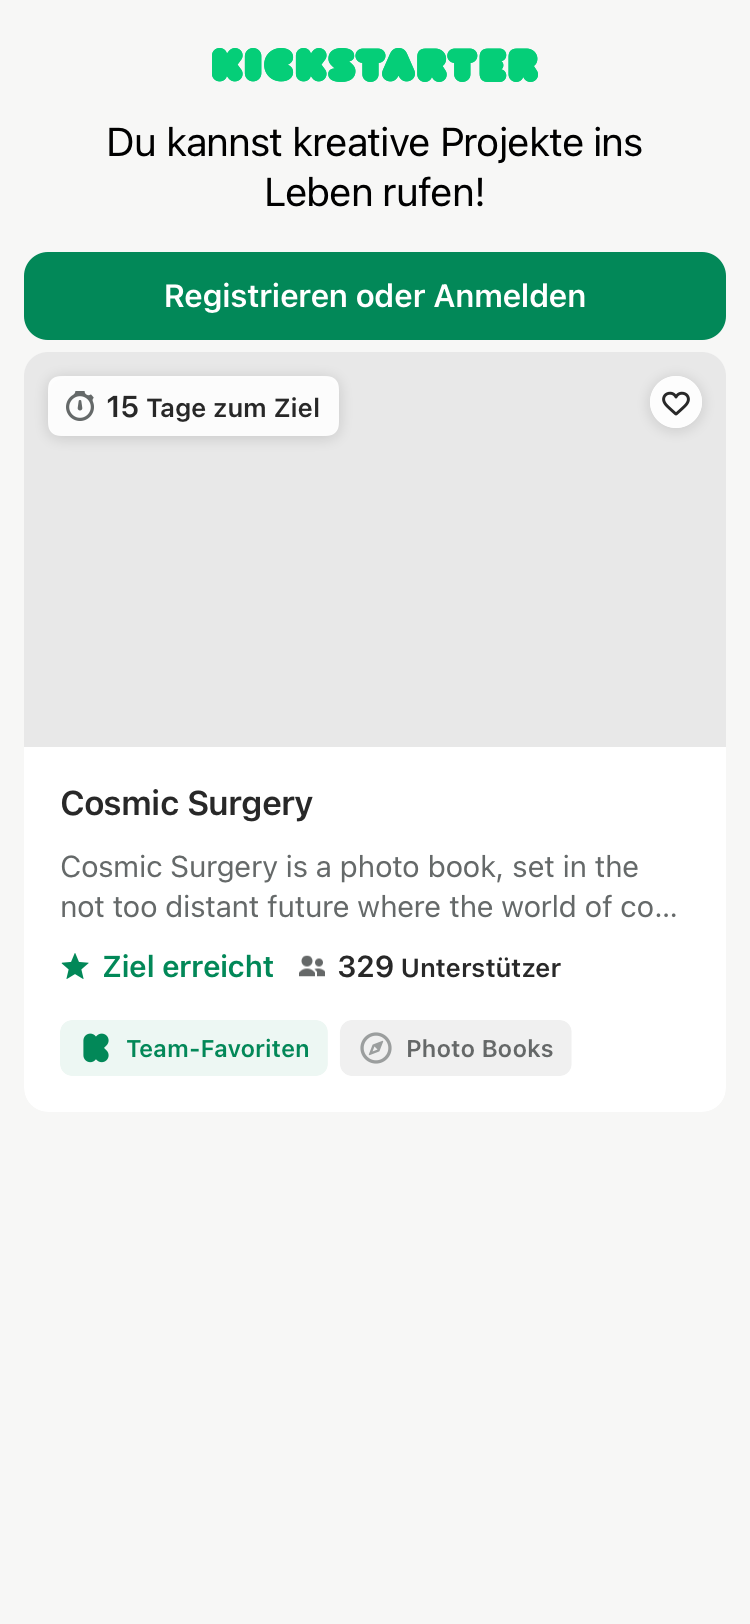 KICKSTARTER
Du kannst kreative Projekte ins
Leben rufen!
Registrieren oder Anmelden
15 Tage zum Ziel
Cosmic Surgery
Cosmic Surgery is a photo book, set in the
not too distant future where the world of co...
Ziel erreicht 329 Unterstützer
Team-Favoriten Photo Books